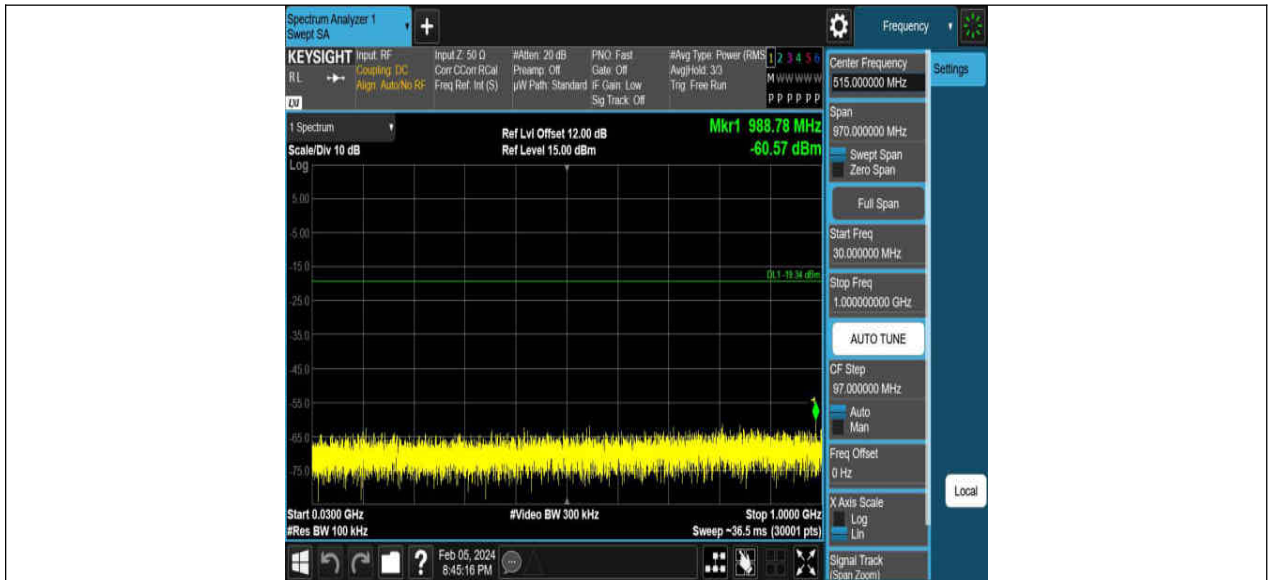 Spectrum Analyzer 1
Swept SA
+
Frequency
KEYSIGHT
RL
Input: RF
Coupling: DC
Align: Auto/No RF
Input Z: 50 Ω
Corr CCorr RCal
Freq Ref: Int (S)
#Atten: 20 dB
Preamp: Off
µW Path: Standard
PNO: Fast
Gate: Off
IF Gain: Low
Sig Track: Off
#Avg Type: Power (RMS
Avg|Hold: 3/3
Trig: Free Run
1 2 3 4 5 6
M W W W W W
P P P P P P
1 Spectrum
Scale/Div 10 dB
Ref Lvl Offset 12.00 dB
Ref Level 15.00 dBm
Mkr1 988.78 MHz
-60.57 dBm
Log
5.00
-5.00
-15.0
DL1 -19.34 dBm
-25.0
-35.0
-45.0
-55.0
-65.0
-75.0
Start 0.0300 GHz
#Res BW 100 kHz
#Video BW 300 kHz
Stop 1.0000 GHz
Sweep ~36.5 ms (30001 pts)
?
Feb 05, 2024
8:45:16 PM
Center Frequency
515.000000 MHz
Settings
Span
970.000000 MHz
Swept Span
Zero Span
Full Span
Start Freq
30.000000 MHz
Stop Freq
1.000000000 GHz
AUTO TUNE
CF Step
97.000000 MHz
Auto
Man
Freq Offset
0 Hz
X Axis Scale
Log
Lin
Local
Signal Track
(Span Zoom)